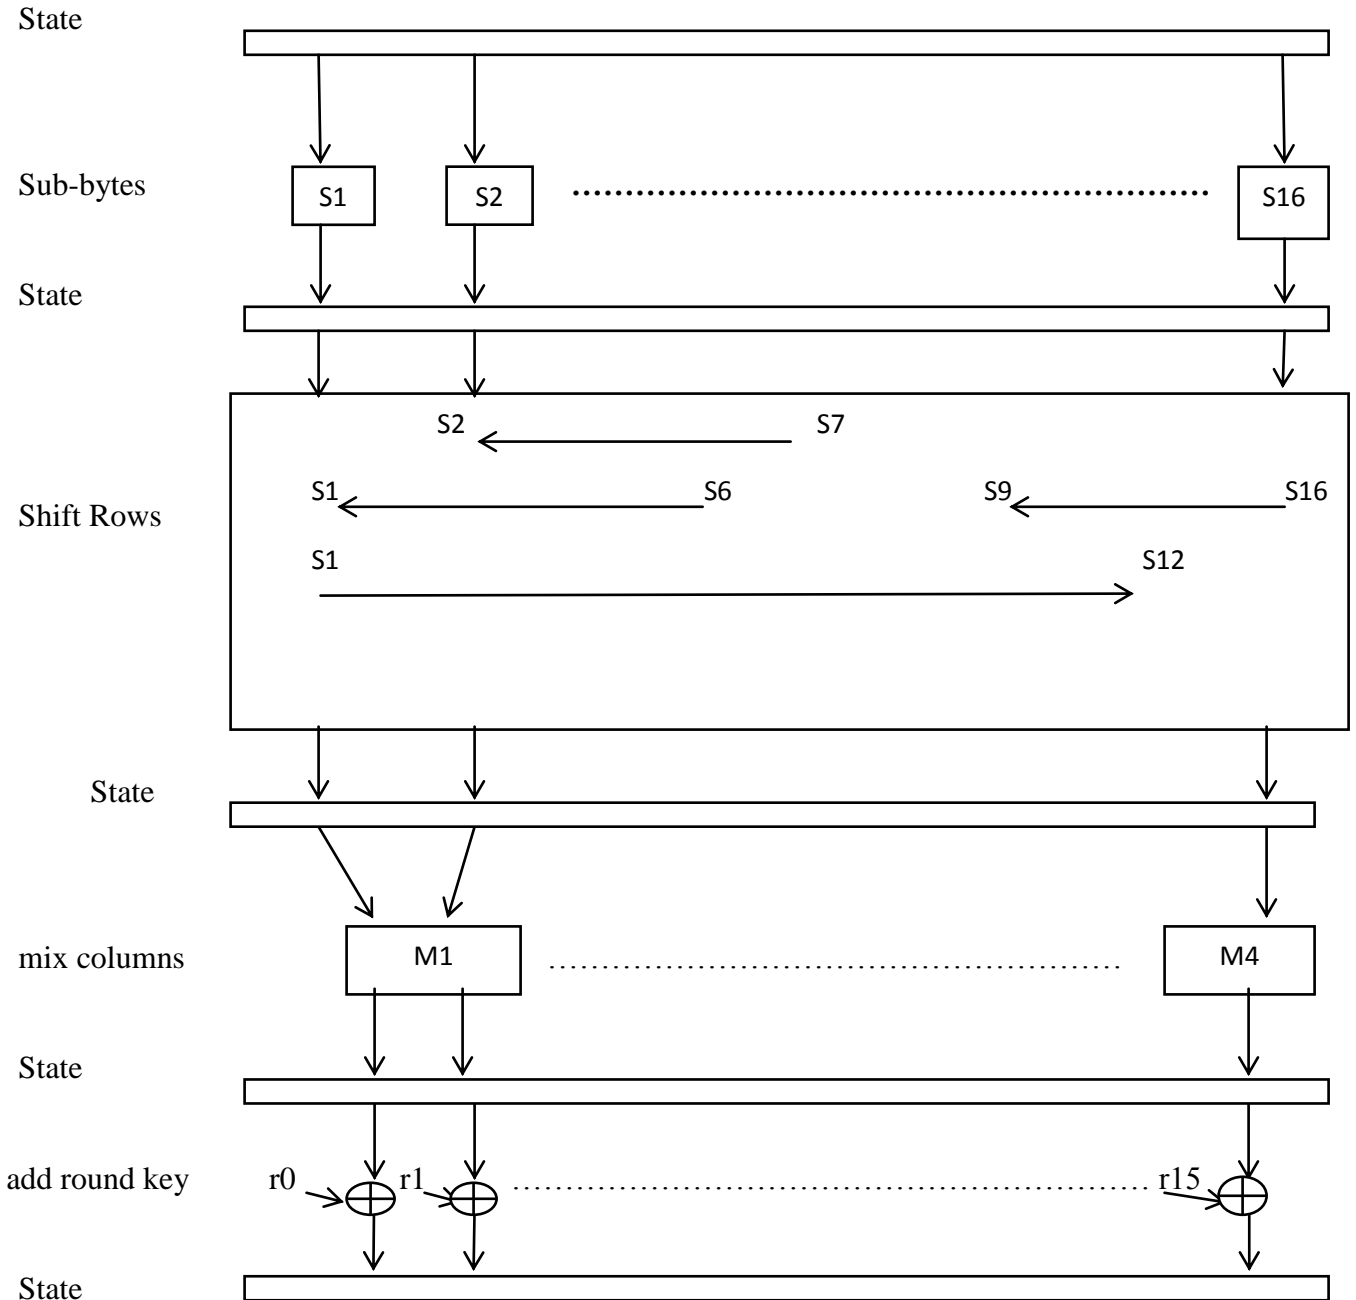 State
Sub-bytes S1 S2 S16
State
S2 S7
S1 S6 S9 S16
Shift Rows
S1 S12
State
mix columns M1 M4
State
add round key r0 r1 r15
State